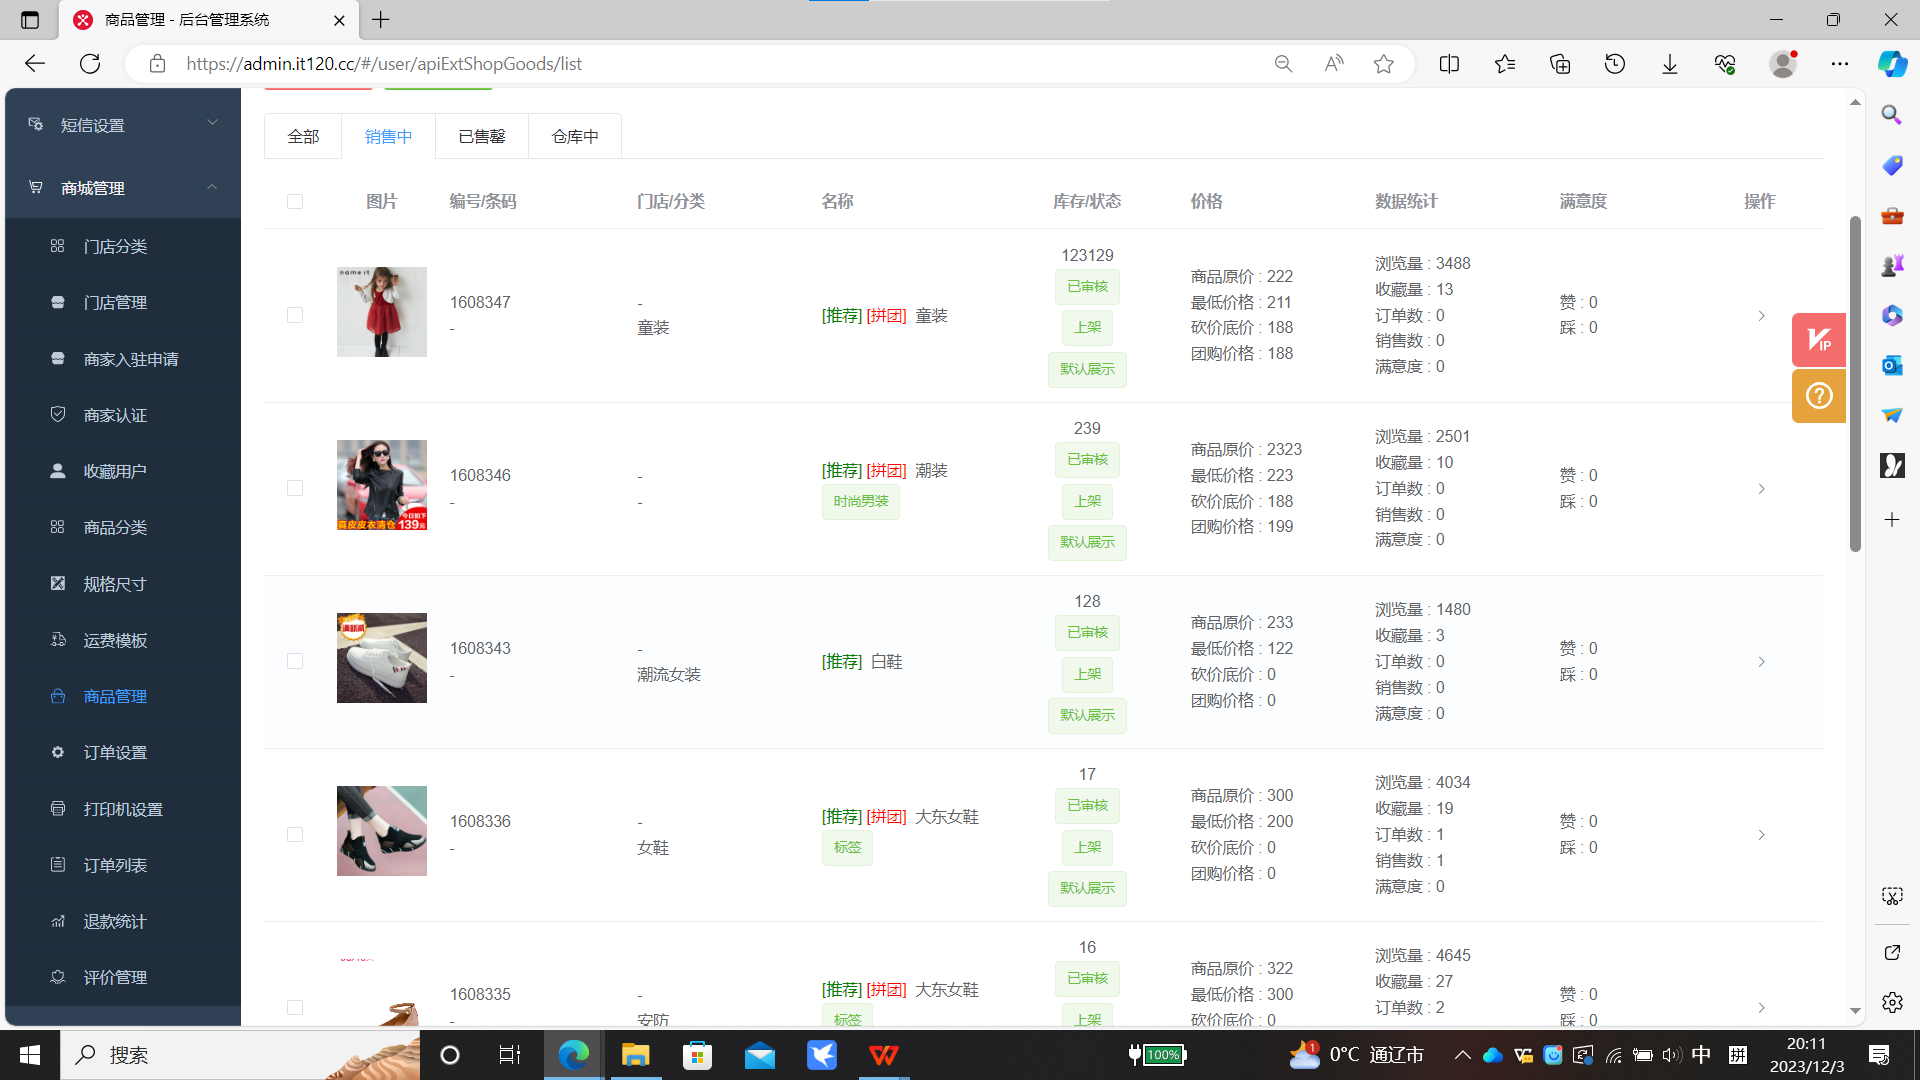 商品管理 - 后台管理系统
https://admin.it120.cc/#/user/apiExtShopGoods/list
短信设置
商城管理
门店分类
门店管理
商家入驻申请
商家认证
收藏用户
商品分类
规格尺寸
运费模板
商品管理
订单设置
打印机设置
订单列表
退款统计
评价管理
全部 销售中 已售罄 仓库中
图片 编号/条码 门店/分类 名称 库存/状态 价格 数据统计 满意度 操作
name it
1608347
-
-
童装
[推荐] [拼团] 童装
123129
已审核
上架
默认展示
商品原价 : 222
最低价格 : 211
砍价底价 : 188
团购价格 : 188
浏览量 : 3488
收藏量 : 13
订单数 : 0
销售数 : 0
满意度 : 0
赞 : 0
踩 : 0
今日拍下
真皮皮衣清仓 139元
1608346
-
-
-
[推荐] [拼团] 潮装
时尚男装
239
已审核
上架
默认展示
商品原价 : 2323
最低价格 : 223
砍价底价 : 188
团购价格 : 199
浏览量 : 2501
收藏量 : 10
订单数 : 0
销售数 : 0
满意度 : 0
赞 : 0
踩 : 0
1608343
-
-
潮流女装
[推荐] 白鞋
128
已审核
上架
默认展示
商品原价 : 233
最低价格 : 122
砍价底价 : 0
团购价格 : 0
浏览量 : 1480
收藏量 : 3
订单数 : 0
销售数 : 0
满意度 : 0
赞 : 0
踩 : 0
1608336
-
-
女鞋
[推荐] [拼团] 大东女鞋
标签
17
已审核
上架
默认展示
商品原价 : 300
最低价格 : 200
砍价底价 : 0
团购价格 : 0
浏览量 : 4034
收藏量 : 19
订单数 : 1
销售数 : 1
满意度 : 0
赞 : 0
踩 : 0
1608335
-
-
安防
[推荐] [拼团] 大东女鞋
标签
16
已审核
上架
商品原价 : 322
最低价格 : 300
砍价底价 : 0
浏览量 : 4645
收藏量 : 27
订单数 : 2
赞 : 0
踩 : 0
VIP
搜索
100%
1
0°C 通辽市
中
拼
20:11
2023/12/3